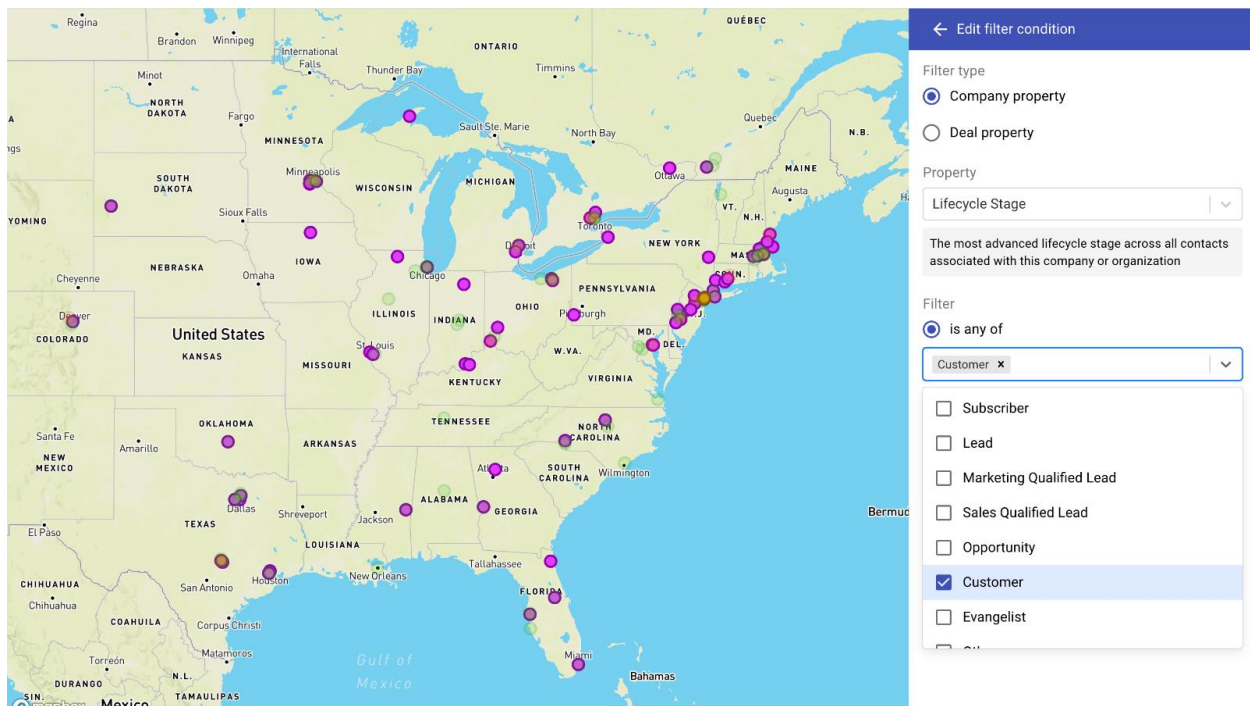 Regina
Brandon
Winnipeg
QUÉBEC
ONTARIO
International
Falls
Thunder Bay
Timmins
Minot
NORTH
DAKOTA
Fargo
MINNESOTA
Sault Ste. Marie
North Bay
Quebec
N.B.
Minneapolis
SOUTH
DAKOTA
WISCONSIN
MICHIGAN
Ottawa
MAINE
Augusta
VT.
N.H.
Sioux Falls
Toronto
NEW YORK
IOWA
Chicago
NEBRASKA
Omaha
Cheyenne
PENNSYLVANIA
OHIO
Pittsburgh
ILLINOIS
INDIANA
Denver
COLORADO
United States
KANSAS
St. Louis
MISSOURI
MD.
DEL.
W.VA.
KENTUCKY
VIRGINIA
TENNESSEE
NORTH
CAROLINA
OKLAHOMA
Santa Fe
NEW
MEXICO
Amarillo
ARKANSAS
Atlanta
SOUTH
CAROLINA
Wilmington
Dallas
TEXAS
Shreveport
Jackson
ALABAMA
GEORGIA
Bermud
El Paso
LOUISIANA
Tallahassee
CHIHUAHUA
Chihuahua
San Antonio
Houston
New Orleans
FLORIDA
COAHUILA
Corpus Christi
Matamoros
Torreón
DURANGO
N.L.
TAMAULIPAS
SIN.
Gulf of
Mexico
Miami
Bahamas
mapbox
Mexico
Edit filter condition
Filter type
Company property
Deal property
Property
Lifecycle Stage
The most advanced lifecycle stage across all contacts
associated with this company or organization
Filter
is any of
Customer x
Subscriber
Lead
Marketing Qualified Lead
Sales Qualified Lead
Opportunity
Customer
Evangelist